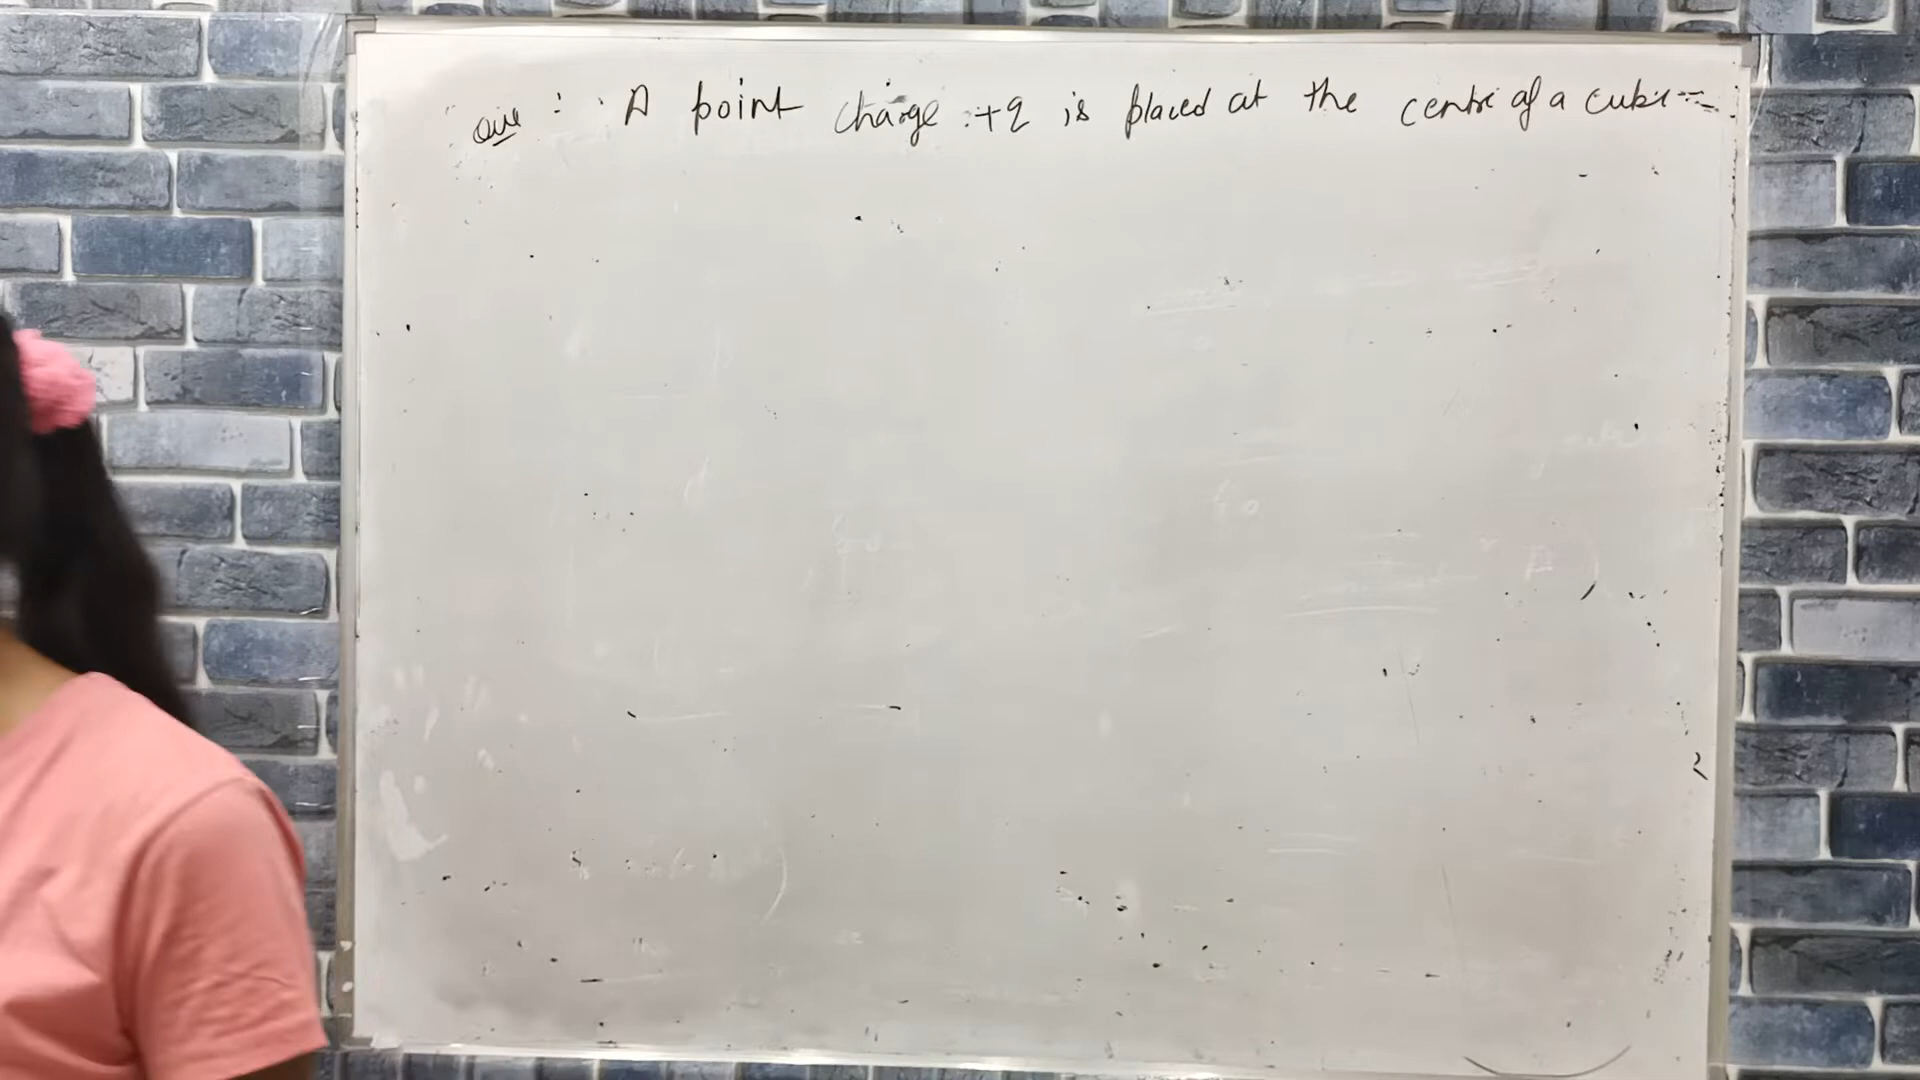 Que : A point charge +q is placed at the centre of a cube